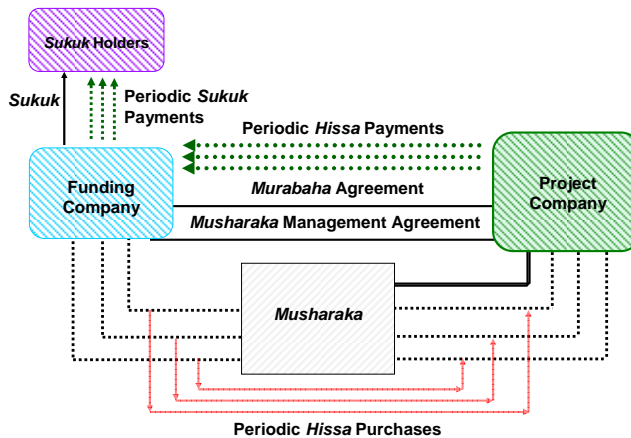 Sukuk Holders
Sukuk
Periodic Sukuk
Payments
Periodic Hissa Payments
Funding
Company
Murabaha Agreement
Musharaka Management Agreement
Project
Company
Musharaka
Periodic Hissa Purchases